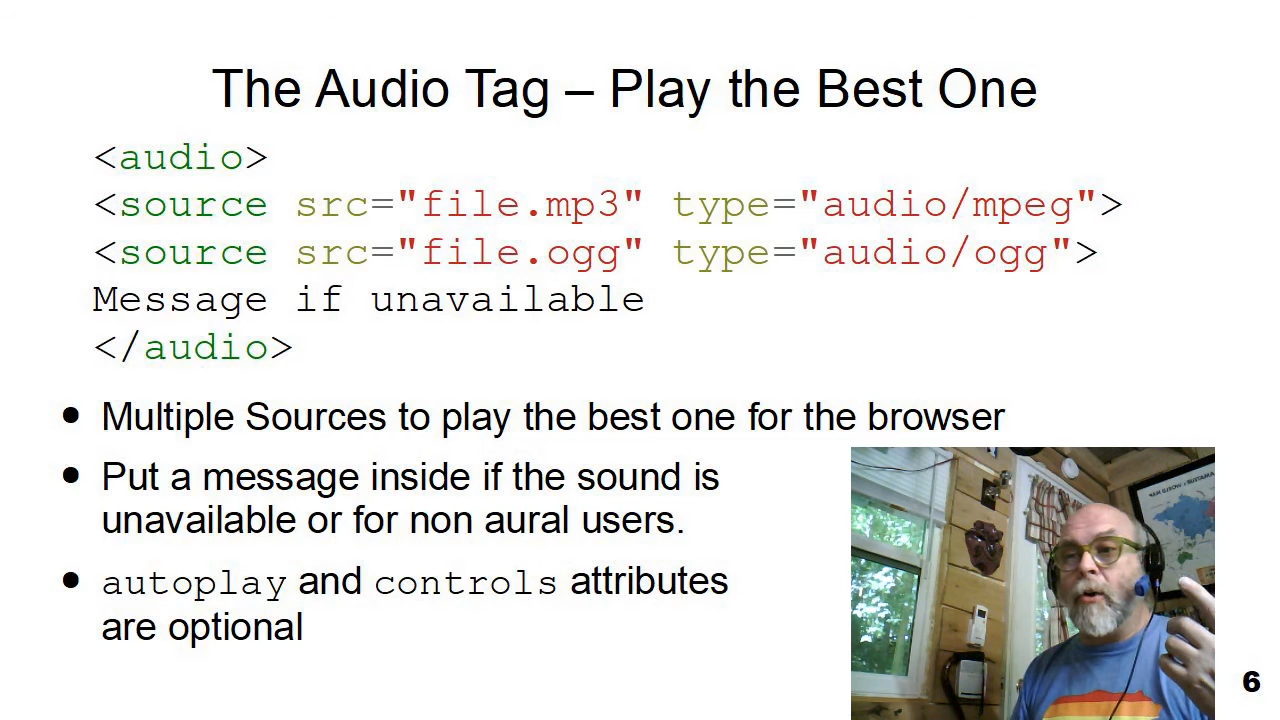 The Audio Tag – Play the Best One
<audio>
<source src="file.mp3" type="audio/mpeg">
<source src="file.ogg" type="audio/ogg">
Message if unavailable
</audio>
● Multiple Sources to play the best one for the browser
● Put a message inside if the sound is
unavailable or for non aural users.
● autoplay and controls attributes
are optional
6